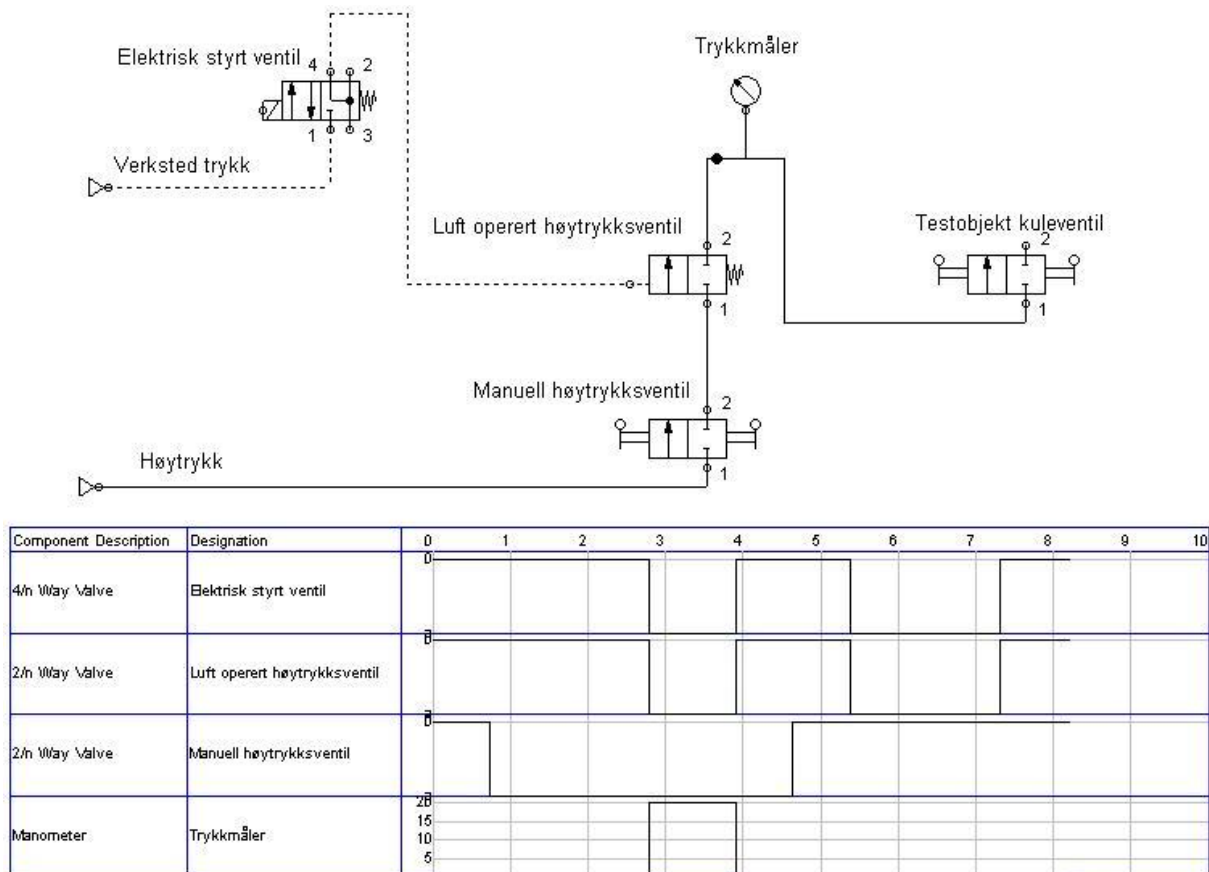 Elektrisk styrt ventil
4 2
1 3
Verksted trykk
Trykkmåler
Luft operert høytrykksventil
2
1
Testobjekt kuleventil
2
1
Manuell høytrykksventil
2
1
Høytrykk
Component Description Designation 0 1 2 3 4 5 6 7 8 9 10
4/n Way Valve Elektrisk styrt ventil
2/n Way Valve Luft operert høytrykksventil
2/n Way Valve Manuell høytrykksventil
Manometer Trykkmåler
20
15
10
5